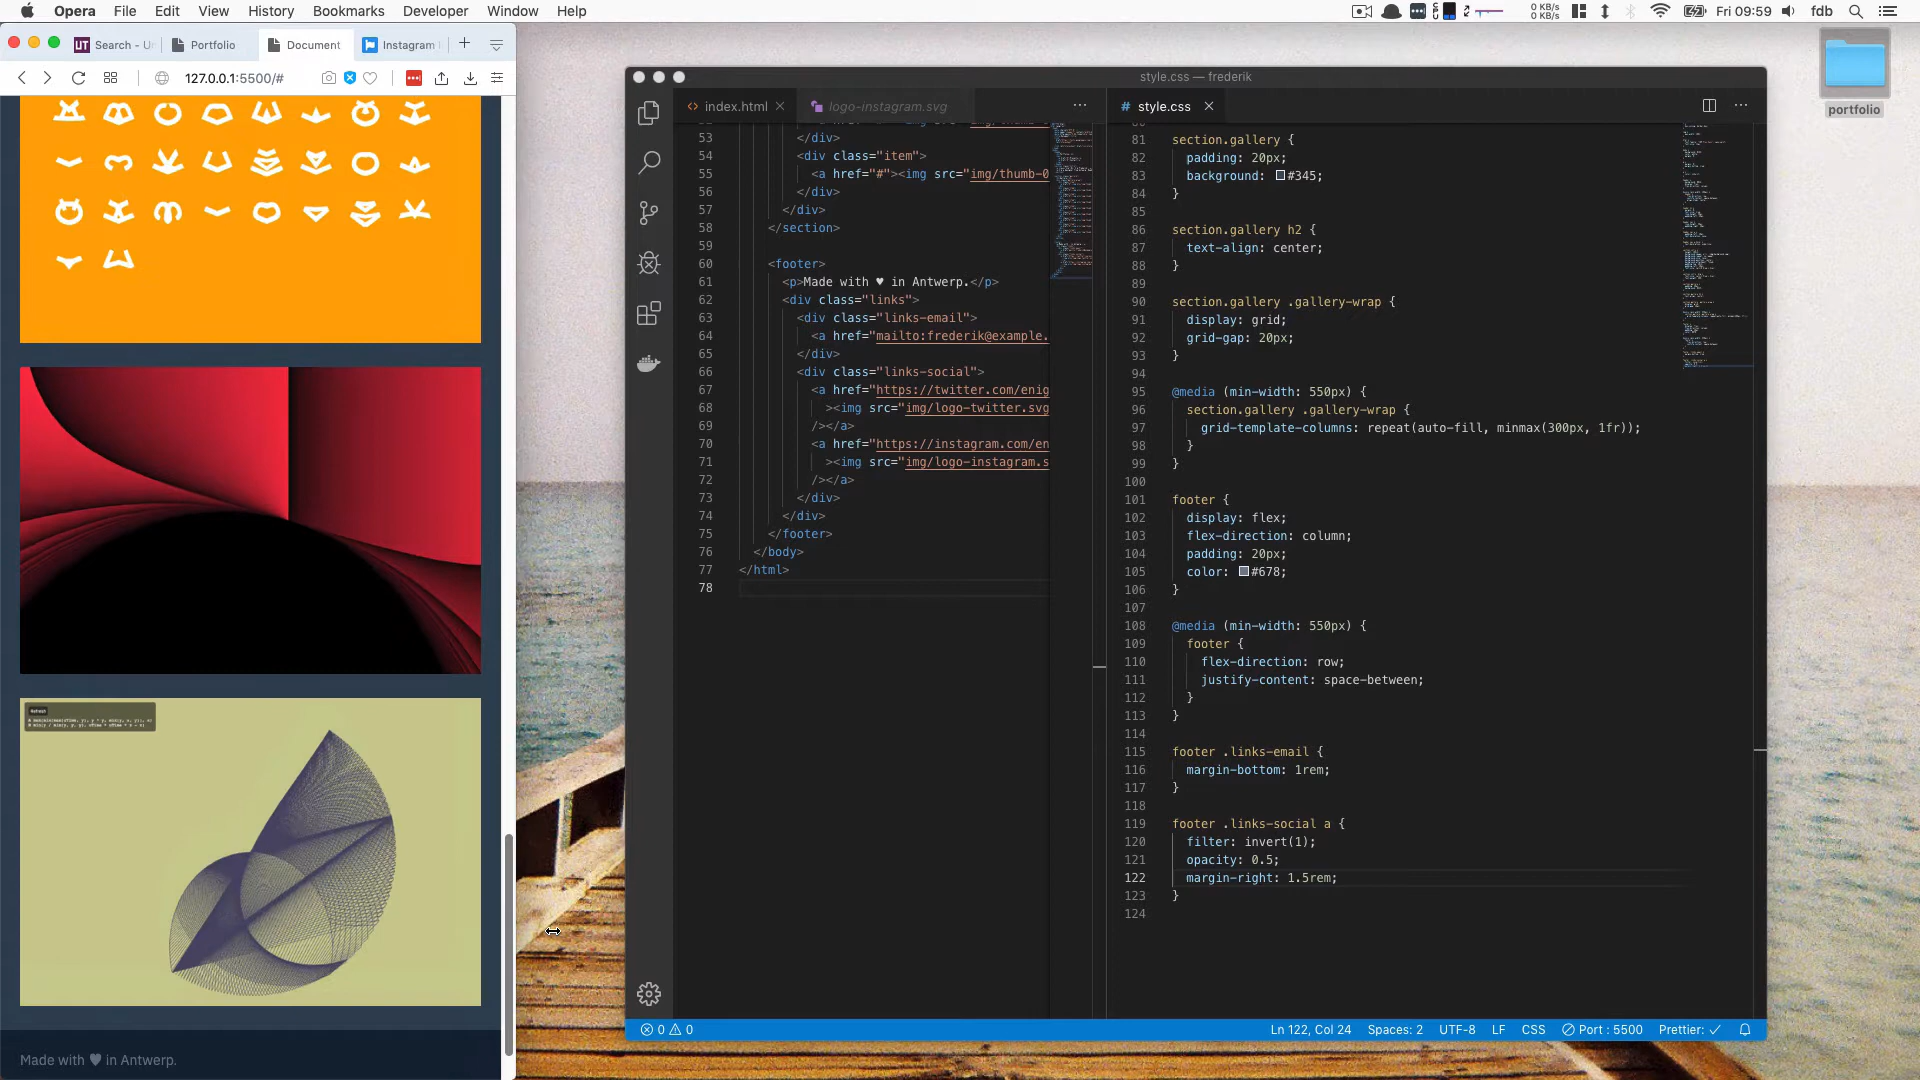 Opera File Edit View History Bookmarks Developer Window Help
0 KB/s
0 KB/s
Fri 09:59 fdb
Search - Ur
Portfolio
Document
Instagram
127.0.0.1:5500/#
Made with ♥ in Antwerp.
style.css — frederik
index.html
logo-instagram.svg
53 </div>
54 <div class="item">
55 <a href="#"><img src="img/thumb-0
56 </div>
57 </div>
58 </section>
59
60 <footer>
61 <p>Made with ♥ in Antwerp.</p>
62 <div class="links">
63 <div class="links-email">
64 <a href="mailto:frederik@example.
65 </div>
66 <div class="links-social">
67 <a href="https://twitter.com/enig
68 ><img src="img/logo-twitter.svg
69 /></a>
70 <a href="https://instagram.com/en
71 ><img src="img/logo-instagram.s
72 /></a>
73 </div>
74 </div>
75 </footer>
76 </body>
77 </html>
78
# style.css
81 section.gallery {
82 padding: 20px;
83 background: #345;
84 }
85
86 section.gallery h2 {
87 text-align: center;
88 }
89
90 section.gallery .gallery-wrap {
91 display: grid;
92 grid-gap: 20px;
93 }
94
95 @media (min-width: 550px) {
96 section.gallery .gallery-wrap {
97 grid-template-columns: repeat(auto-fill, minmax(300px, 1fr));
98 }
99 }
100
101 footer {
102 display: flex;
103 flex-direction: column;
104 padding: 20px;
105 color: #678;
106 }
107
108 @media (min-width: 550px) {
109 footer {
110 flex-direction: row;
111 justify-content: space-between;
112 }
113 }
114
115 footer .links-email {
116 margin-bottom: 1rem;
117 }
118
119 footer .links-social a {
120 filter: invert(1);
121 opacity: 0.5;
122 margin-right: 1.5rem;
123 }
124
0 0
Ln 122, Col 24 Spaces: 2 UTF-8 LF CSS Port : 5500 Prettier: ✓
portfolio